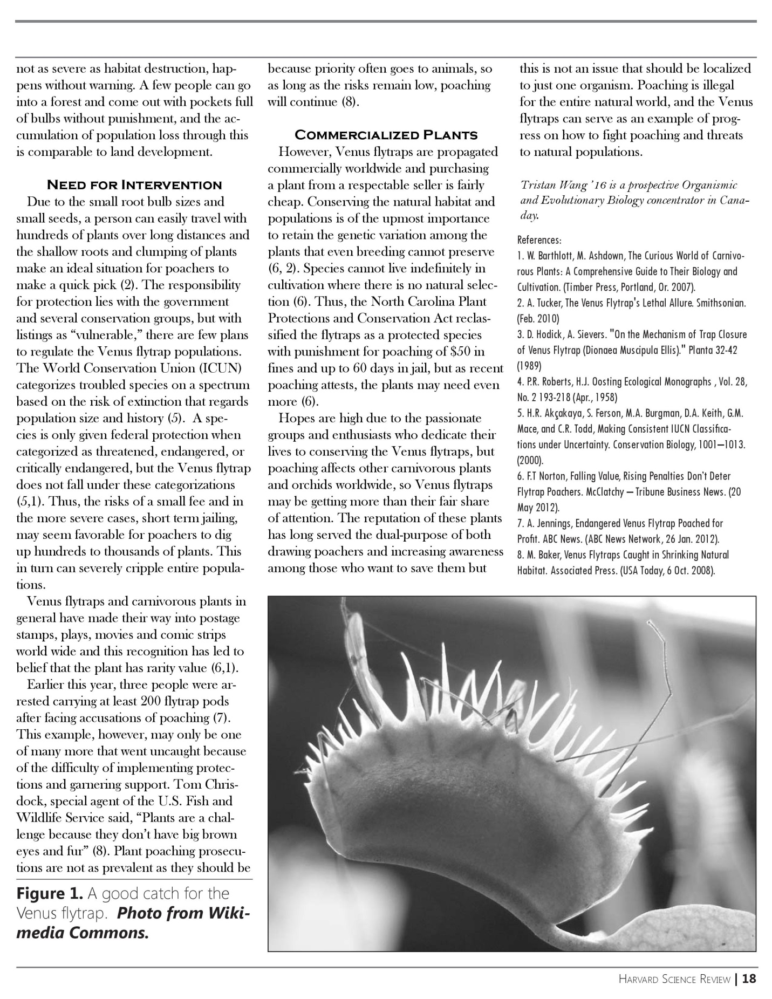 not as severe as habitat destruction, hap-
pens without warning. A few people can go
into a forest and come out with pockets full
of bulbs without punishment, and the ac-
cumulation of population loss through this
is comparable to land development.
NEED FOR INTERVENTION
Due to the small root bulb sizes and
small seeds, a person can easily travel with
hundreds of plants over long distances and
the shallow roots and clumping of plants
make an ideal situation for poachers to
make a quick pick (2). The responsibility
for protection lies with the government
and several conservation groups, but with
listings as “vulnerable,” there are few plans
to regulate the Venus flytrap populations.
The World Conservation Union (ICUN)
categorizes troubled species on a spectrum
based on the risk of extinction that regards
population size and history (5).  A spe-
cies is only given federal protection when
categorized as threatened, endangered, or
critically endangered, but the Venus flytrap
does not fall under these categorizations
(5,1). Thus, the risks of a small fee and in
the more severe cases, short term jailing,
may seem favorable for poachers to dig
up hundreds to thousands of plants. This
in turn can severely cripple entire popula-
tions.
Venus flytraps and carnivorous plants in
general have made their way into postage
stamps, plays, movies and comic strips
world wide and this recognition has led to
belief that the plant has rarity value (6,1).
Earlier this year, three people were ar-
rested carrying at least 200 flytrap pods
after facing accusations of poaching (7).
This example, however, may only be one
of many more that went uncaught because
of the difficulty of implementing protec-
tions and garnering support. Tom Chris-
dock, special agent of the U.S. Fish and
Wildlife Service said, “Plants are a chal-
lenge because they don’t have big brown
eyes and fur” (8). Plant poaching prosecu-
tions are not as prevalent as they should be
because priority often goes to animals, so
as long as the risks remain low, poaching
will continue (8).
COMMERCIALIZED PLANTS
However, Venus flytraps are propagated
commercially worldwide and purchasing
a plant from a respectable seller is fairly
cheap. Conserving the natural habitat and
populations is of the upmost importance
to retain the genetic variation among the
plants that even breeding cannot preserve
(6, 2). Species cannot live indefinitely in
cultivation where there is no natural selec-
tion (6). Thus, the North Carolina Plant
Protections and Conservation Act reclas-
sified the flytraps as a protected species
with punishment for poaching of $50 in
fines and up to 60 days in jail, but as recent
poaching attests, the plants may need even
more (6).
Hopes are high due to the passionate
groups and enthusiasts who dedicate their
lives to conserving the Venus flytraps, but
poaching affects other carnivorous plants
and orchids worldwide, so Venus flytraps
may be getting more than their fair share
of attention. The reputation of these plants
has long served the dual-purpose of both
drawing poachers and increasing awareness
among those who want to save them but
this is not an issue that should be localized
to just one organism. Poaching is illegal
for the entire natural world, and the Venus
flytraps can serve as an example of prog-
ress on how to fight poaching and threats
to natural populations.
Tristan Wang ’16 is a prospective Organismic
and Evolutionary Biology concentrator in Cana-
day.
References:
1. W. Barthlott, M. Ashdown, The Curious World of Carnivo-
rous Plants: A Comprehensive Guide to Their Biology and
Cultivation. (Timber Press, Portland, Or. 2007).
2. A. Tucker, The Venus Flytrap's Lethal Allure. Smithsonian.
(Feb. 2010)
3. D. Hodick, A. Sievers. "On the Mechanism of Trap Closure
of Venus Flytrap (Dionaea Muscipula Ellis)." Planta 32-42
(1989)
4. P.R. Roberts, H.J. Oosting Ecological Monographs , Vol. 28,
No. 2 193-218 (Apr., 1958)
5. H.R. Akçakaya, S. Ferson, M.A. Burgman, D.A. Keith, G.M.
Mace, and C.R. Todd, Making Consistent IUCN Classifica-
tions under Uncertainty. Conservation Biology, 1001–1013.
(2000).
6. F.T Norton, Falling Value, Rising Penalties Don’t Deter
Flytrap Poachers. McClatchy – Tribune Business News. (20
May 2012).
7. A. Jennings, Endangered Venus Flytrap Poached for
Profit. ABC News. (ABC News Network, 26 Jan. 2012).
8. M. Baker, Venus Flytraps Caught in Shrinking Natural
Habitat. Associated Press. (USA Today, 6 Oct. 2008).
Figure 1. A good catch for the
Venus flytrap.  Photo from Wiki-
media Commons.
HARVARD SCIENCE REVIEW | 18